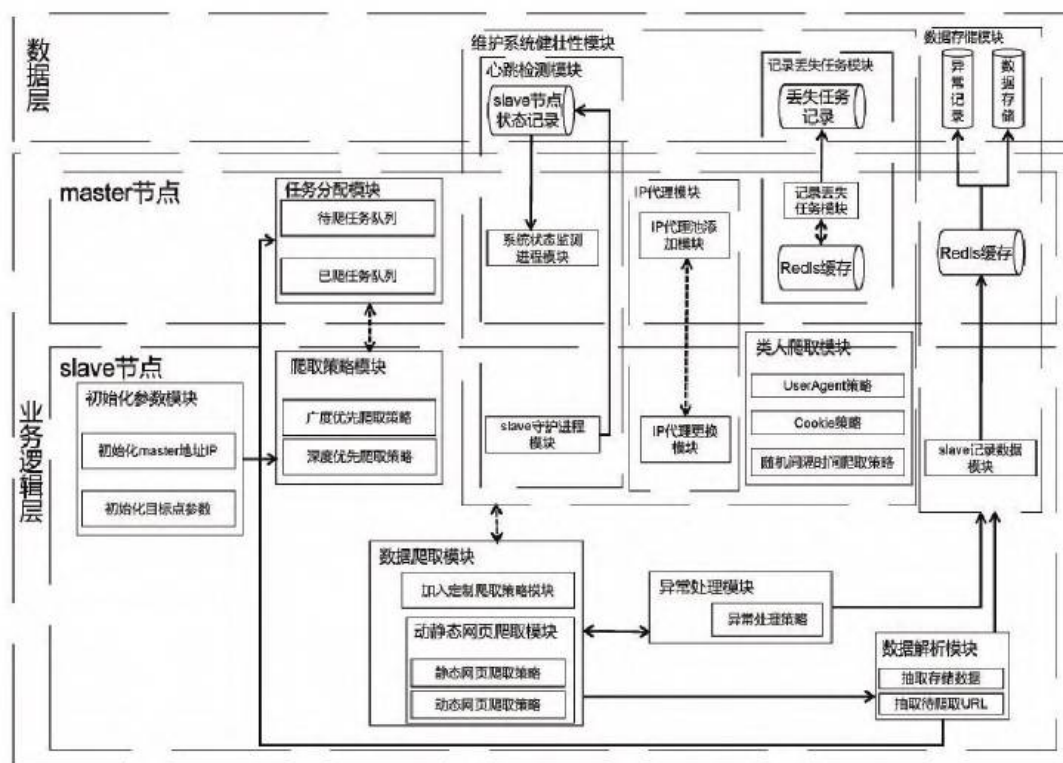 数据层
维护系统健壮性模块
心跳检测模块
slave节点
状态记录
记录丢失任务模块
丢失任务
记录
数据存储模块
异常记录
数据存储
master节点
任务分配模块
待爬任务队列
已爬任务队列
系统状态监测
进程模块
IP代理模块
IP代理池添
加模块
记录丢失
任务模块
Redis缓存
Redis缓存
业务逻辑层
slave节点
初始化参数模块
初始化master地址IP
初始化目标点参数
爬取策略模块
广度优先爬取策略
深度优先爬取策略
slave守护进程
模块
IP代理更换
模块
类人爬取模块
UserAgent策略
Cookie策略
随机间隔时间爬取策略
slave记录数据
模块
数据爬取模块
加入定制爬取策略模块
动静态网页爬取模块
静态网页爬取策略
动态网页爬取策略
异常处理模块
异常处理策略
数据解析模块
抽取存储数据
抽取待爬取URL